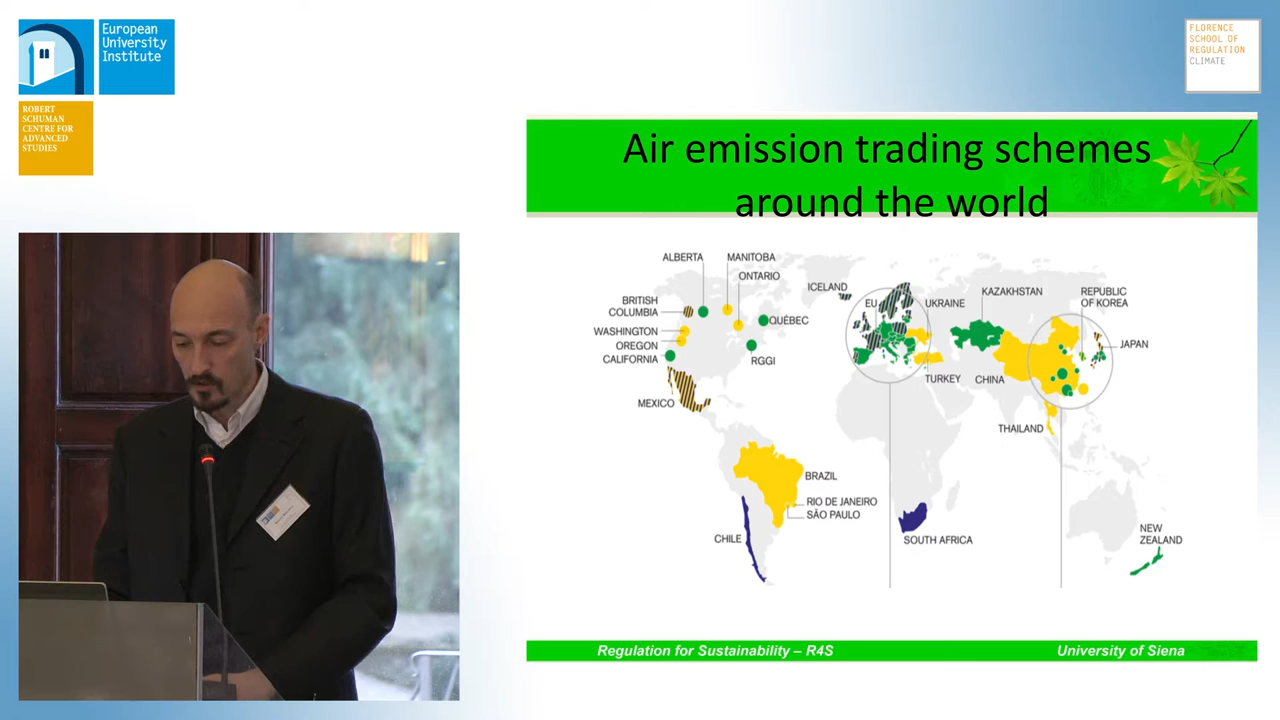 European
University
Institute
ROBERT
SCHUMAN
CENTRE FOR
ADVANCED
STUDIES
FLORENCE
SCHOOL OF
REGULATION
CLIMATE
Air emission trading schemes
around the world
ALBERTA
MANITOBA
ONTARIO
BRITISH
COLUMBIA
WASHINGTON
OREGON
CALIFORNIA
QUÉBEC
RGGI
MEXICO
ICELAND
EU
UKRAINE
KAZAKHSTAN
REPUBLIC
OF KOREA
JAPAN
TURKEY
CHINA
THAILAND
BRAZIL
RIO DE JANEIRO
SÃO PAULO
CHILE
SOUTH AFRICA
NEW
ZEALAND
Regulation for Sustainability – R4S
University of Siena